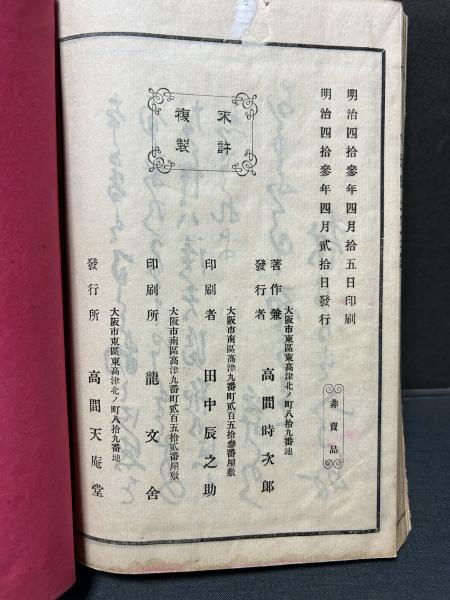 明治四拾參年四月拾五日印刷
明治四拾參年四月貳拾日發行
非賣品
不許
複製
大阪市東區東高津北ノ町八拾九番地
著作兼
發行者 高間時次郎
大阪市南區高津九番町貳百五拾參番屋敷
印刷者 田中辰之助
大阪市南區高津九番町貳百五拾貳番屋敷
印刷所 龍文舍
大阪市東區東高津北ノ町八拾九番地
發行所 高間天庵堂